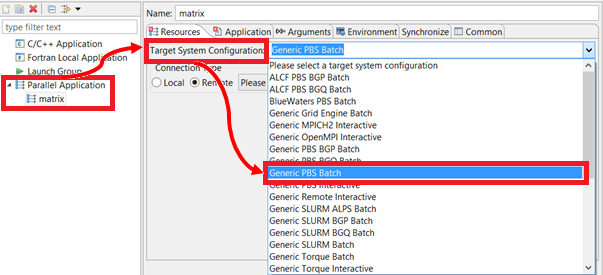 Name: matrix
type filter text
Resources Application Arguments Environment Synchronize Common
C/C++ Application
Fortran Local Application
Launch Group
Parallel Application
matrix
Target System Configuration: Generic PBS Batch
Connection Type
Local Remote Please
Please select a target system configuration
ALCF PBS BGP Batch
ALCF PBS BGQ Batch
BlueWaters PBS Batch
Generic Grid Engine Batch
Generic MPICH2 Interactive
Generic OpenMPI Interactive
Generic PBS BGP Batch
Generic PBS BGQ Batch
Generic PBS Batch
Generic PBS Interactive
Generic Remote Interactive
Generic SLURM ALPS Batch
Generic SLURM BGP Batch
Generic SLURM BGQ Batch
Generic SLURM Batch
Generic Torque Batch
Generic Torque Interactive